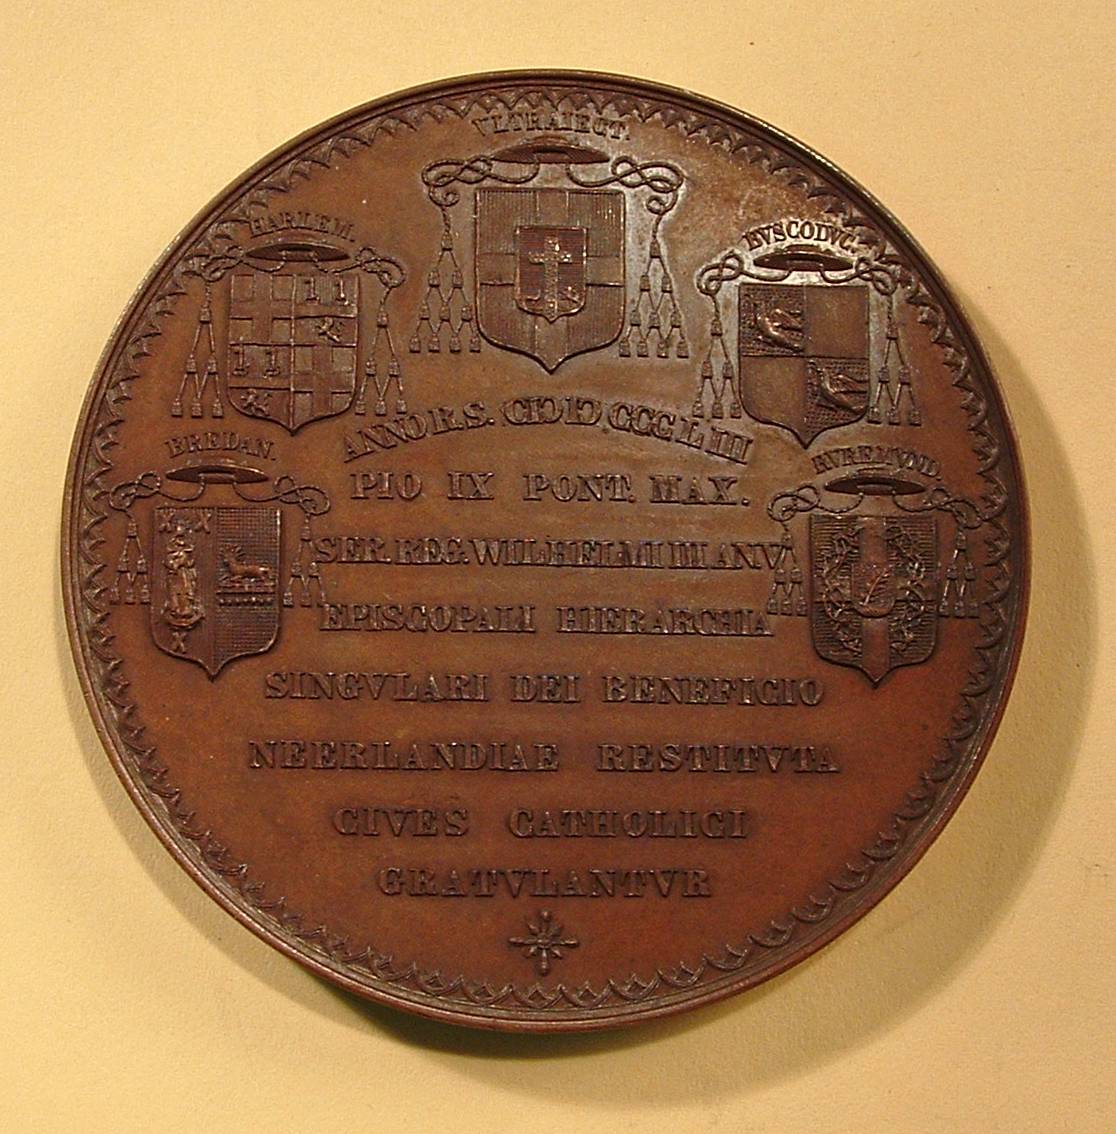 VLTRAIECT.
HARLEM.
BVSCODVC.
BREDAN.
RVREMVND.
ANNO R.S. CIƆIƆCCCLIII
PIO IX PONT. MAX.
SER. REG. WILHELMI III ANV
EPISCOPALI HIERARCHIA
SINGVLARI DEI BENEFICIO
NEERLANDIAE RESTITVTA
CIVES CATHOLICI
GRATVLANTVR